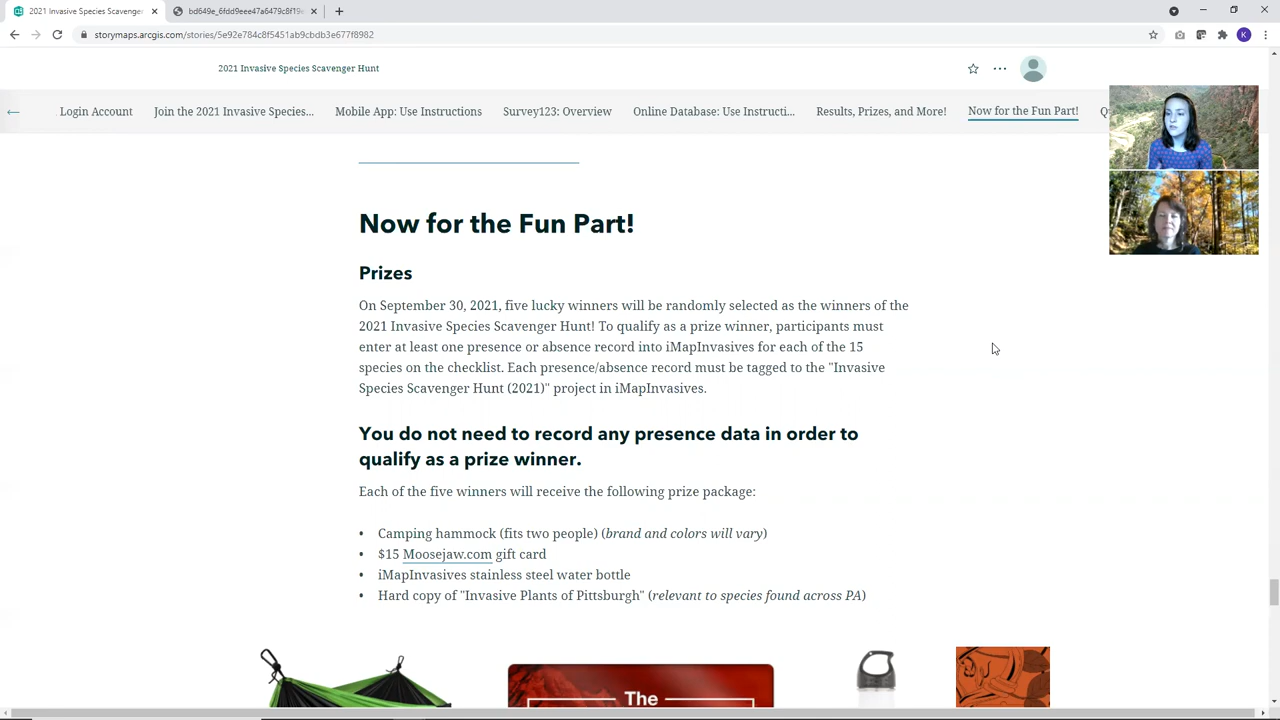 2021 Invasive Species Scavenger
bd649e_6fdd9eee47a6479c8f19e
storymaps.arcgis.com/stories/5e92e784c8f5451ab9cbdb3e677f8982
K
2021 Invasive Species Scavenger Hunt
Login Account
Join the 2021 Invasive Species...
Mobile App: Use Instructions
Survey123: Overview
Online Database: Use Instructi...
Results, Prizes, and More!
Now for the Fun Part!
Now for the Fun Part!
Prizes
On September 30, 2021, five lucky winners will be randomly selected as the winners of the
2021 Invasive Species Scavenger Hunt! To qualify as a prize winner, participants must
enter at least one presence or absence record into iMapInvasives for each of the 15
species on the checklist. Each presence/absence record must be tagged to the "Invasive
Species Scavenger Hunt (2021)" project in iMapInvasives.
You do not need to record any presence data in order to
qualify as a prize winner.
Each of the five winners will receive the following prize package:
• Camping hammock (fits two people) (brand and colors will vary)
• $15 Moosejaw.com gift card
• iMapInvasives stainless steel water bottle
• Hard copy of "Invasive Plants of Pittsburgh" (relevant to species found across PA)
The